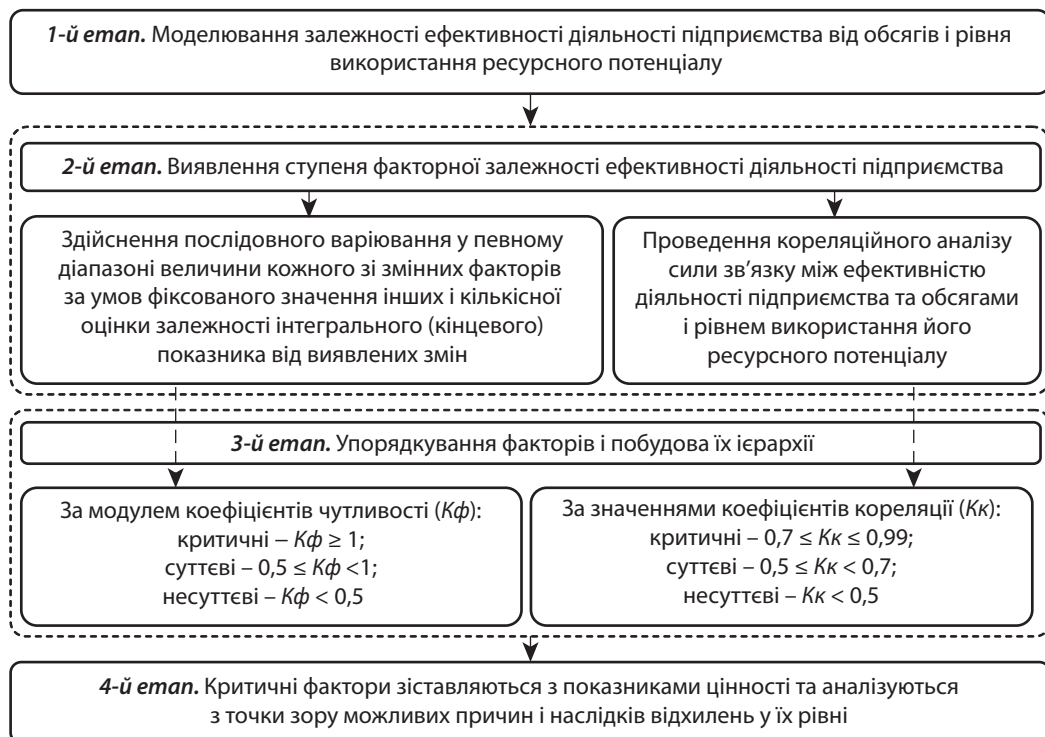 1-й етап. Моделювання залежності ефективності діяльності підприємства від обсягів і рівня
використання ресурсного потенціалу
2-й етап. Виявлення ступеня факторної залежності ефективності діяльності підприємства
Здійснення послідовного варіювання у певному
діапазоні величини кожного зі змінних факторів
за умов фіксованого значення інших і кількісної
оцінки залежності інтегрального (кінцевого)
показника від виявлених змін
Проведення кореляційного аналізу
сили зв’язку між ефективністю
діяльності підприємства та обсягами
і рівнем використання його
ресурсного потенціалу
3-й етап. Упорядкування факторів і побудова їх ієрархії
За модулем коефіцієнтів чутливості (Кф):
критичні – Кф ≥ 1;
суттєві – 0,5 ≤ Кф <1;
несуттєві – Кф < 0,5
За значеннями коефіцієнтів кореляції (Кк):
критичні – 0,7 ≤ Кк ≤ 0,99;
суттєві – 0,5 ≤ Кк < 0,7;
несуттєві – Кк < 0,5
4-й етап. Критичні фактори зіставляються з показниками цінності та аналізуються
з точки зору можливих причин і наслідків відхилень у їх рівні